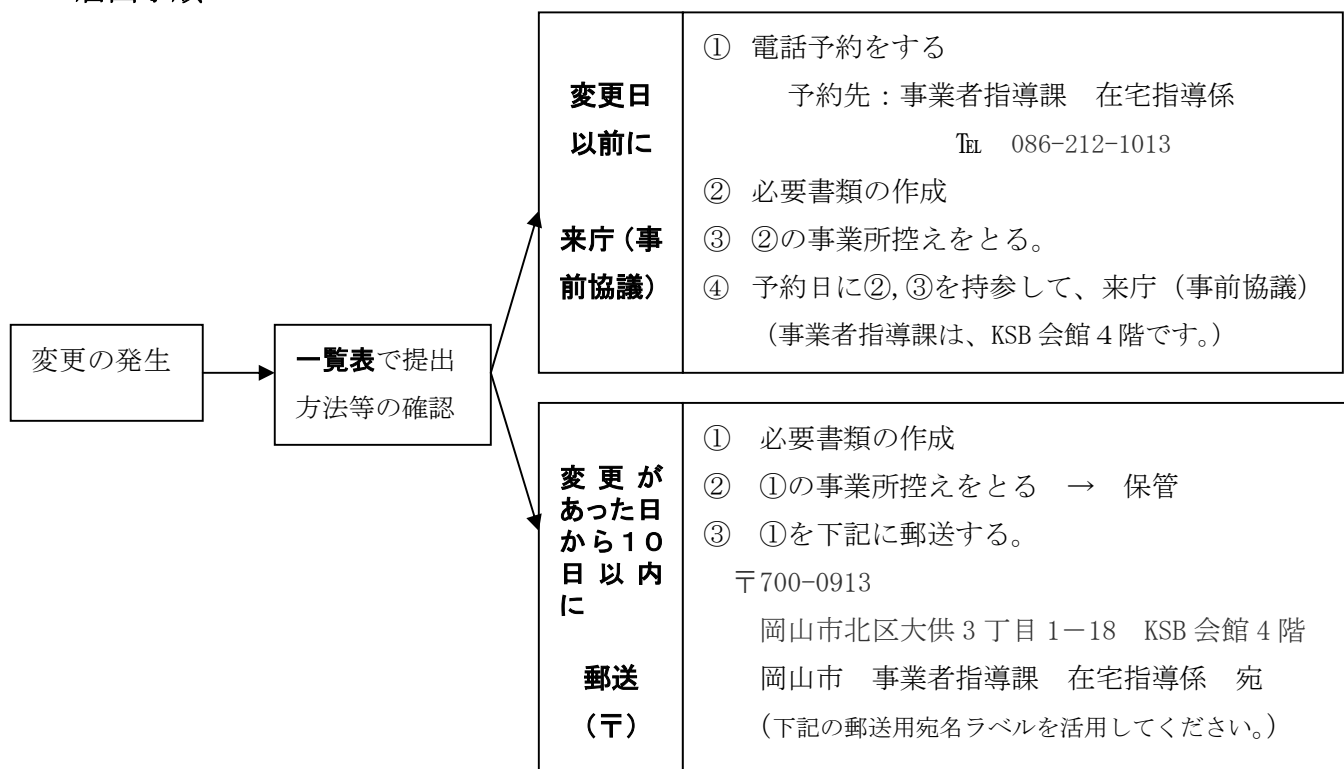 変更の発生
一覧表で提出
方法等の確認
変更日
以前に
来庁(事
前協議)
① 電話予約をする
予約先:事業者指導課 在宅指導係
℡ 086-212-1013
② 必要書類の作成
③ ②の事業所控えをとる。
④ 予約日に②,③を持参して、来庁(事前協議)
(事業者指導課は、KSB 会館4階です。)
変更が
あった日
から10
日以内
に
郵送
(〒)
① 必要書類の作成
② ①の事業所控えをとる → 保管
③ ①を下記に郵送する。
〒700-0913
岡山市北区大供3丁目1-18 KSB会館4階
岡山市 事業者指導課 在宅指導係 宛
(下記の郵送用宛名ラベルを活用してください。)